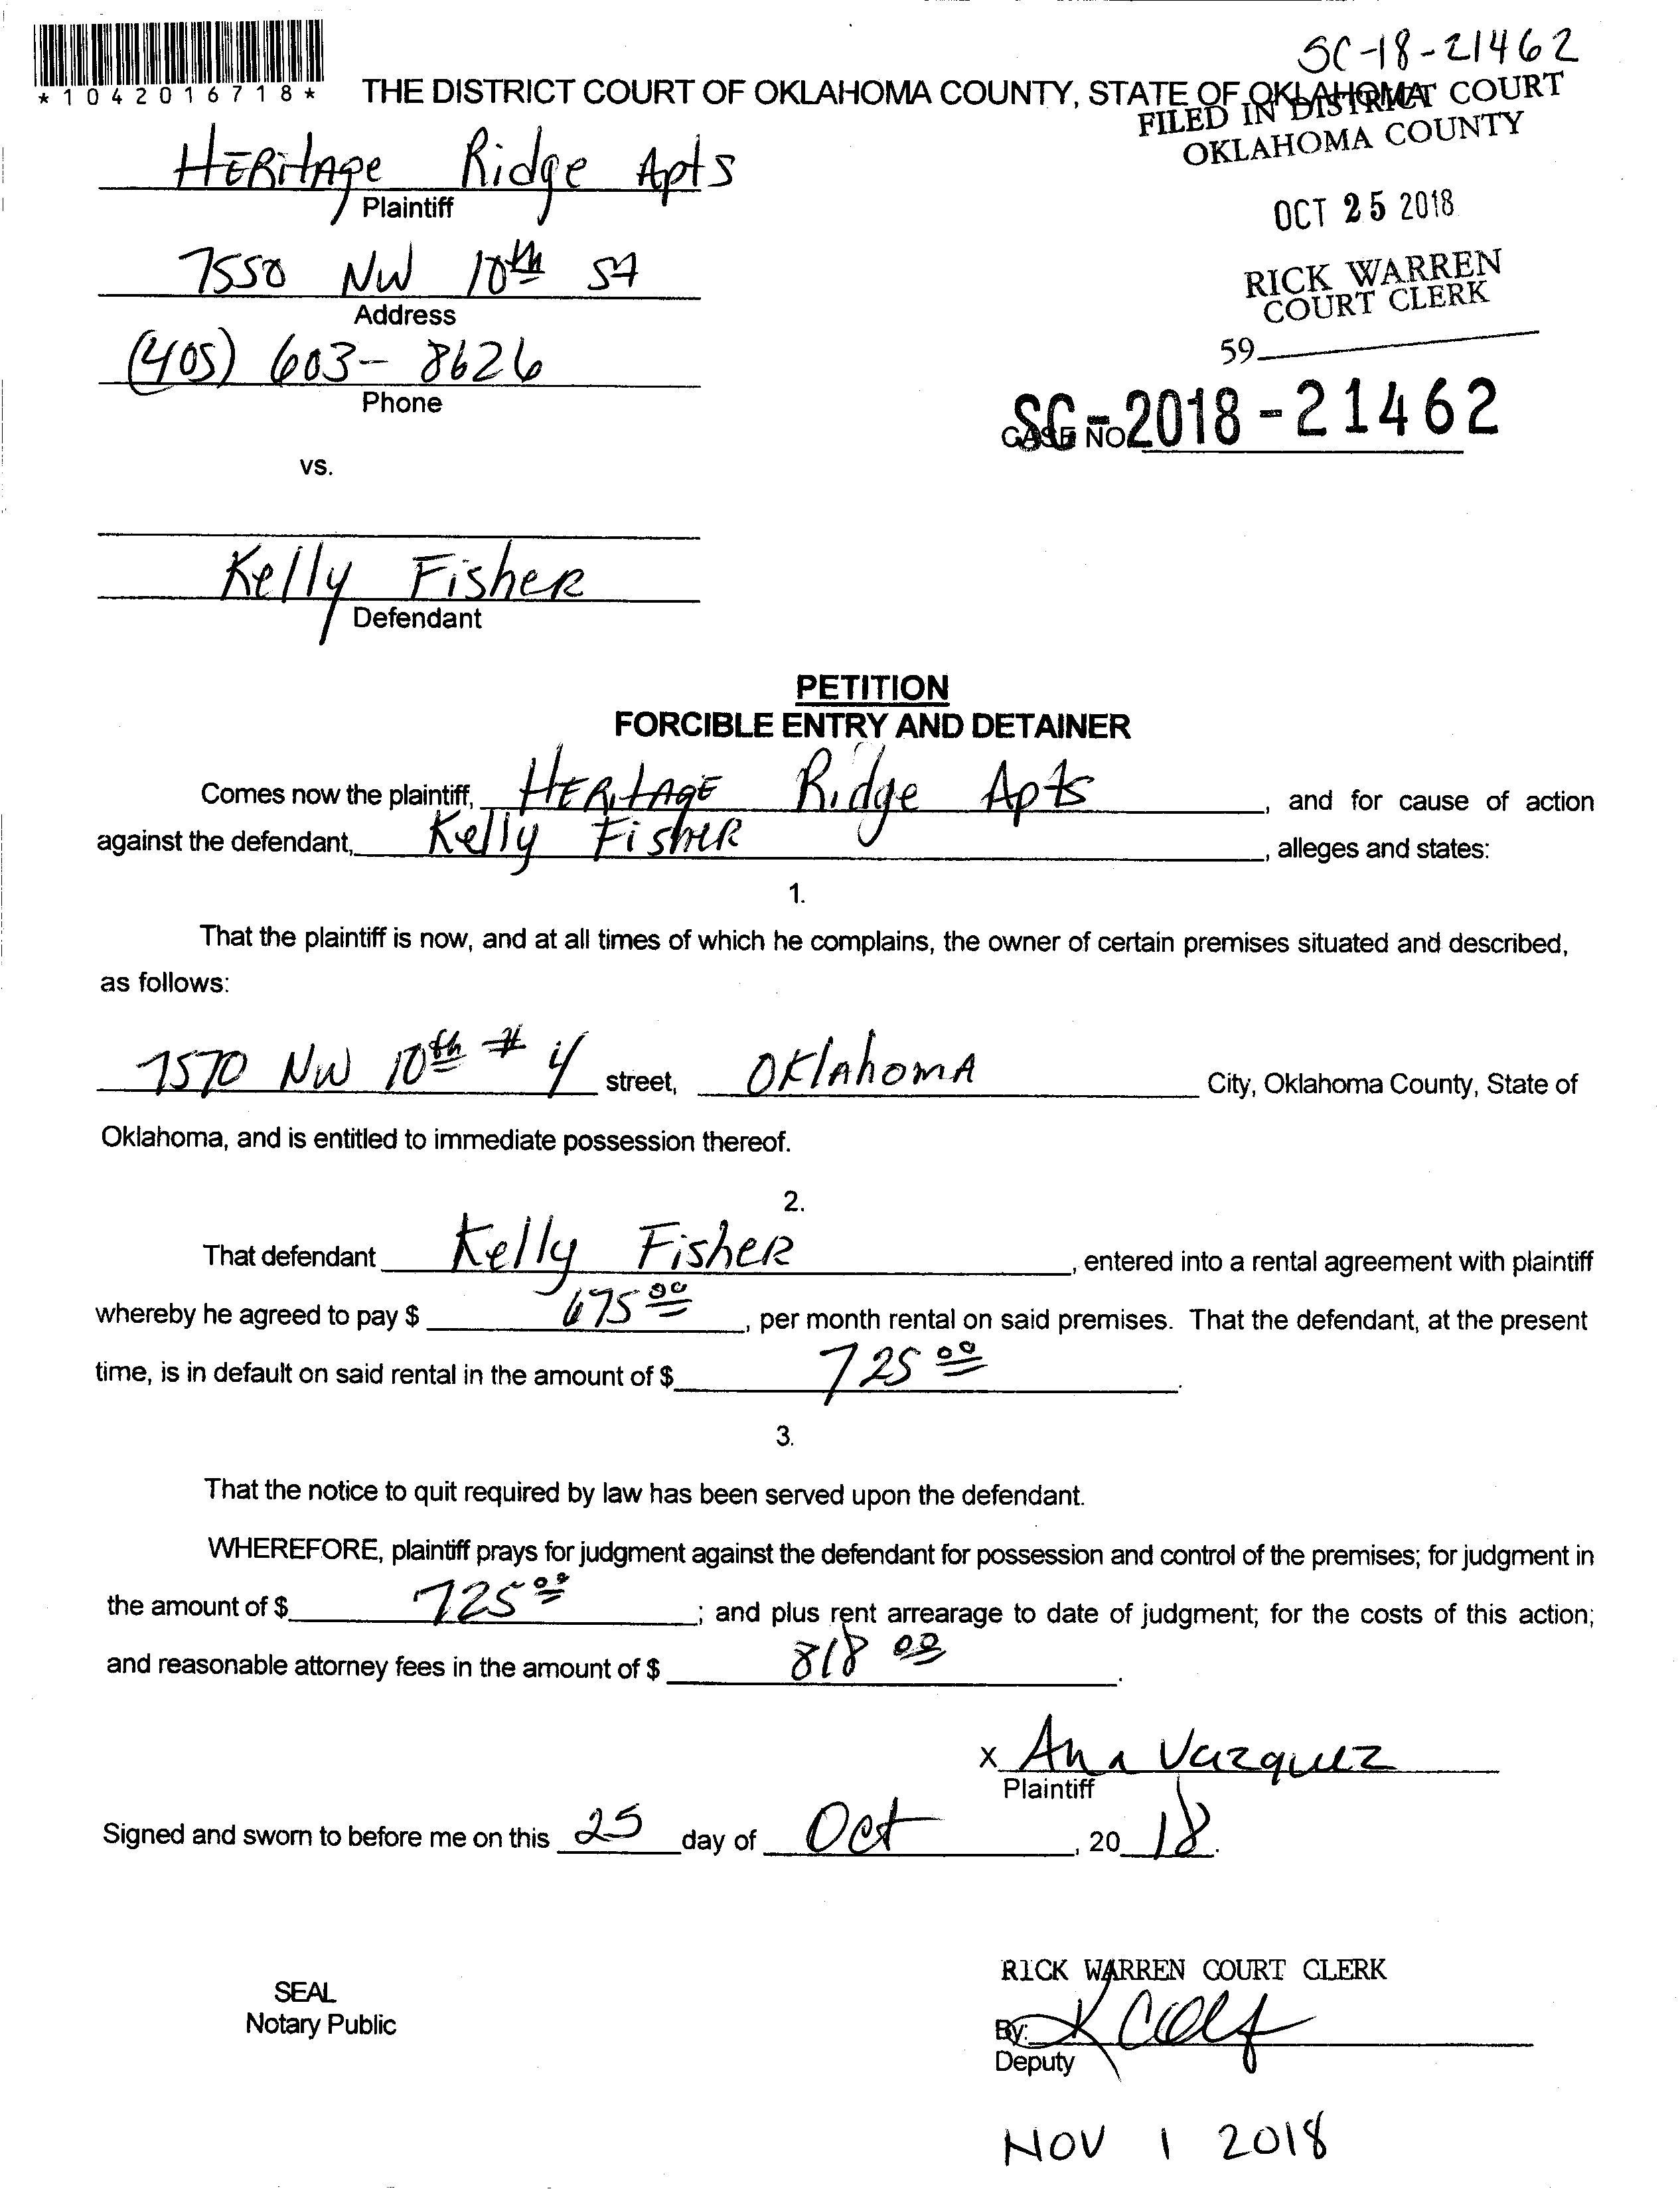 SC-18-21462
*1042016718*
THE DISTRICT COURT OF OKLAHOMA COUNTY, STATE OF OKLAHOMA
FILED IN DISTRICT COURT
OKLAHOMA COUNTY
HERitAge Ridge Apts
Plaintiff
OCT 25 2018
7550 NW 10th St
Address
RICK WARREN
COURT CLERK
(405) 603-8626
Phone
59
SC-2018-21462
CASE NO.
vs.
Kelly FisheR
Defendant
PETITION
FORCIBLE ENTRY AND DETAINER
Comes now the plaintiff, HERitAGE Ridge Apts, and for cause of action
against the defendant, Kelly FisheR, alleges and states:
1.
That the plaintiff is now, and at all times of which he complains, the owner of certain premises situated and described,
as follows:
7570 NW 10th # 4 street, OKlAhomA City, Oklahoma County, State of
Oklahoma, and is entitled to immediate possession thereof.
2.
That defendant Kelly FisheR, entered into a rental agreement with plaintiff
whereby he agreed to pay $ 675 00, per month rental on said premises. That the defendant, at the present
time, is in default on said rental in the amount of $ 725 00.
3.
That the notice to quit required by law has been served upon the defendant.
WHEREFORE, plaintiff prays for judgment against the defendant for possession and control of the premises; for judgment in
the amount of $ 725 00; and plus rent arrearage to date of judgment; for the costs of this action;
and reasonable attorney fees in the amount of $ 818 00.
x Ana Vazquez
Plaintiff
Signed and sworn to before me on this 25 day of Oct, 2018.
RICK WARREN COURT CLERK
SEAL
Notary Public
By:
Deputy
NOV 1 2018